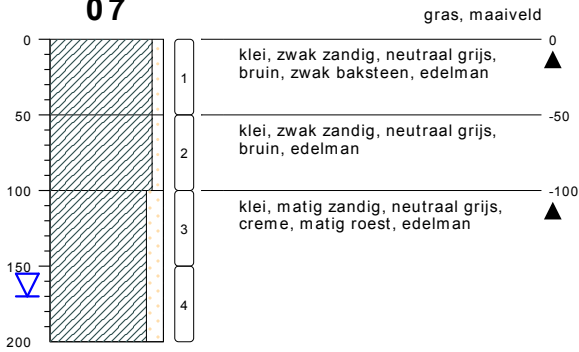 07
gras, maaiveld
0
0
klei, zwak zandig, neutraal grijs,
bruin, zwak baksteen, edelman
1
50
-50
klei, zwak zandig, neutraal grijs,
bruin, edelman
2
100
-100
klei, matig zandig, neutraal grijs,
creme, matig roest, edelman
3
150
4
200